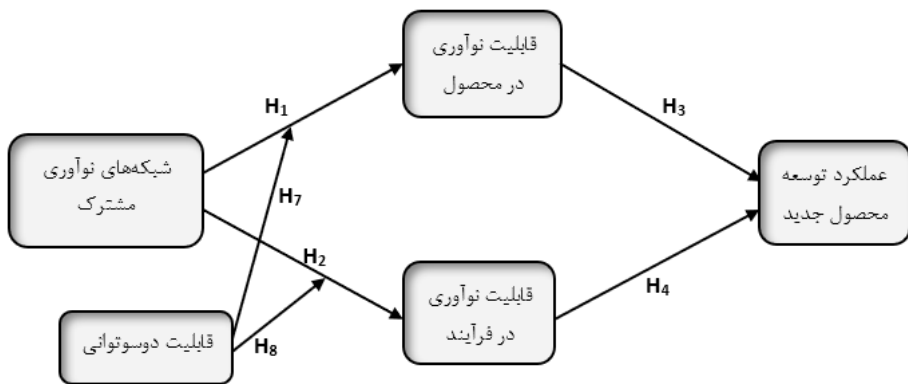 قابلیت نوآوری
در محصول
H1
H3
شبکه‌های نوآوری
مشترک
عملکرد توسعه
محصول جدید
H7
H2
قابلیت نوآوری
در فرآیند
H4
قابلیت دوسوتوانی
H8